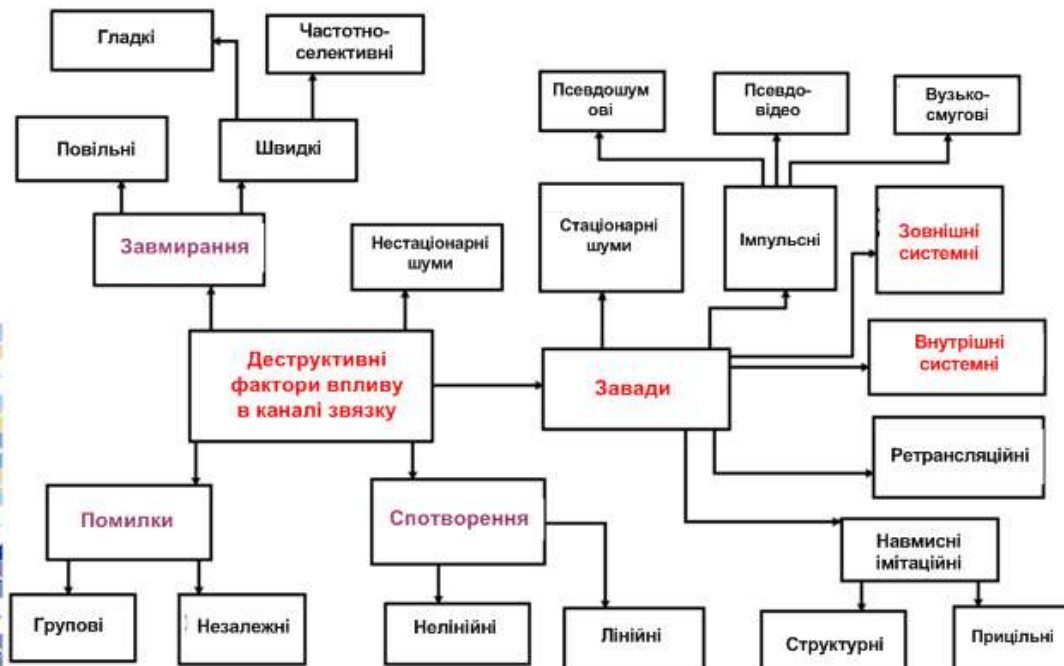 Гладкі
Частотно-
селективні
Псевдошум
ові
Псевдо-
відео
Вузько-
смугові
Повільні
Швидкі
Завмирання
Нестаціонарні
шуми
Стаціонарні
шуми
Імпульсні
Зовнішні
системні
Деструктивні
фактори впливу
в каналі звязку
Завади
Внутрішні
системні
Ретрансляційні
Помилки
Спотворення
Навмисні
імітаційні
Групові
Незалежні
Нелінійні
Лінійні
Структурні
Прицільні